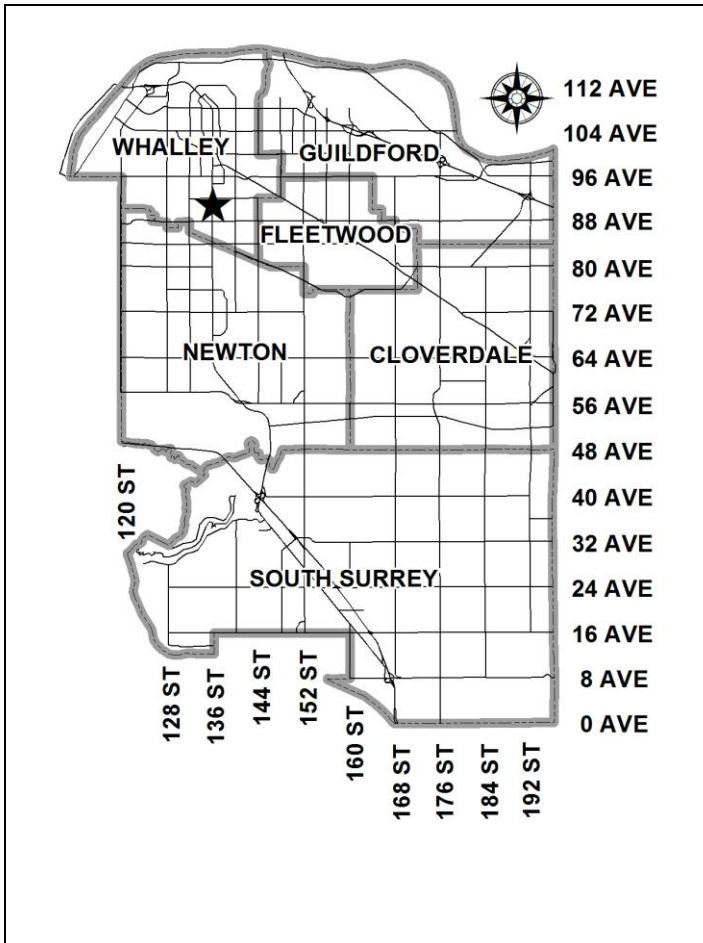 112 AVE
104 AVE
WHALLEY
GUILDFORD
96 AVE
88 AVE
FLEETWOOD
80 AVE
72 AVE
NEWTON
CLOVERDALE
64 AVE
56 AVE
48 AVE
120 ST
40 AVE
32 AVE
SOUTH SURREY
24 AVE
16 AVE
8 AVE
0 AVE
128 ST
136 ST
144 ST
152 ST
160 ST
168 ST
176 ST
184 ST
192 ST